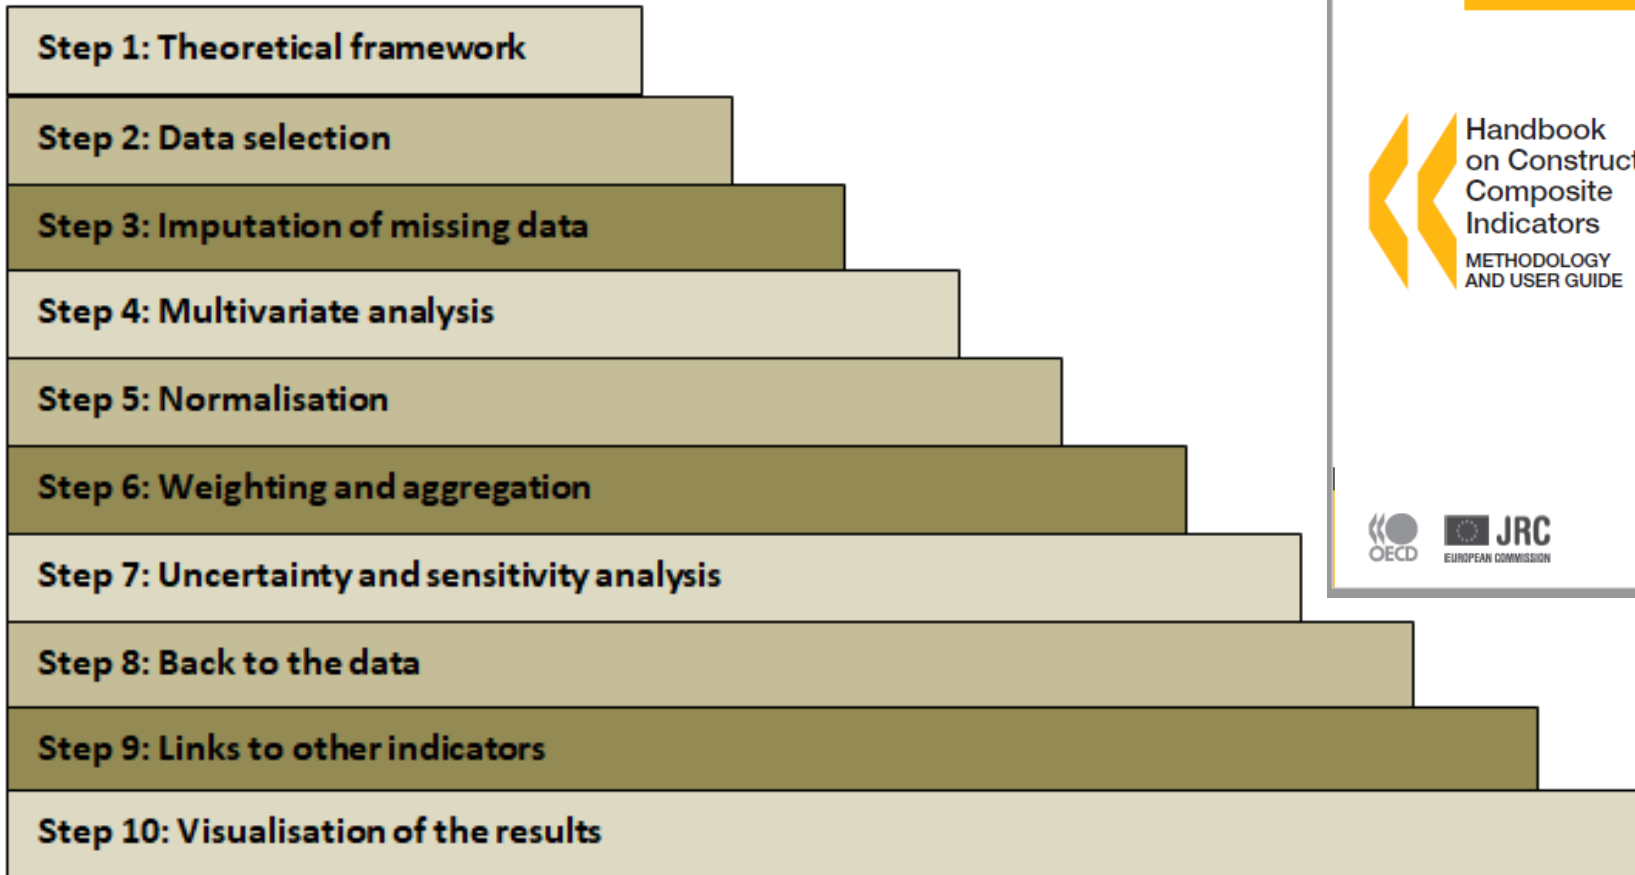 Step 1: Theoretical framework
Step 2: Data selection
Step 3: Imputation of missing data
Step 4: Multivariate analysis
Step 5: Normalisation
Step 6: Weighting and aggregation
Step 7: Uncertainty and sensitivity analysis
Step 8: Back to the data
Step 9: Links to other indicators
Step 10: Visualisation of the results
Handbook
on Construct
Composite
Indicators
METHODOLOGY
AND USER GUIDE
OECD
JRC
EUROPEAN COMMISSION